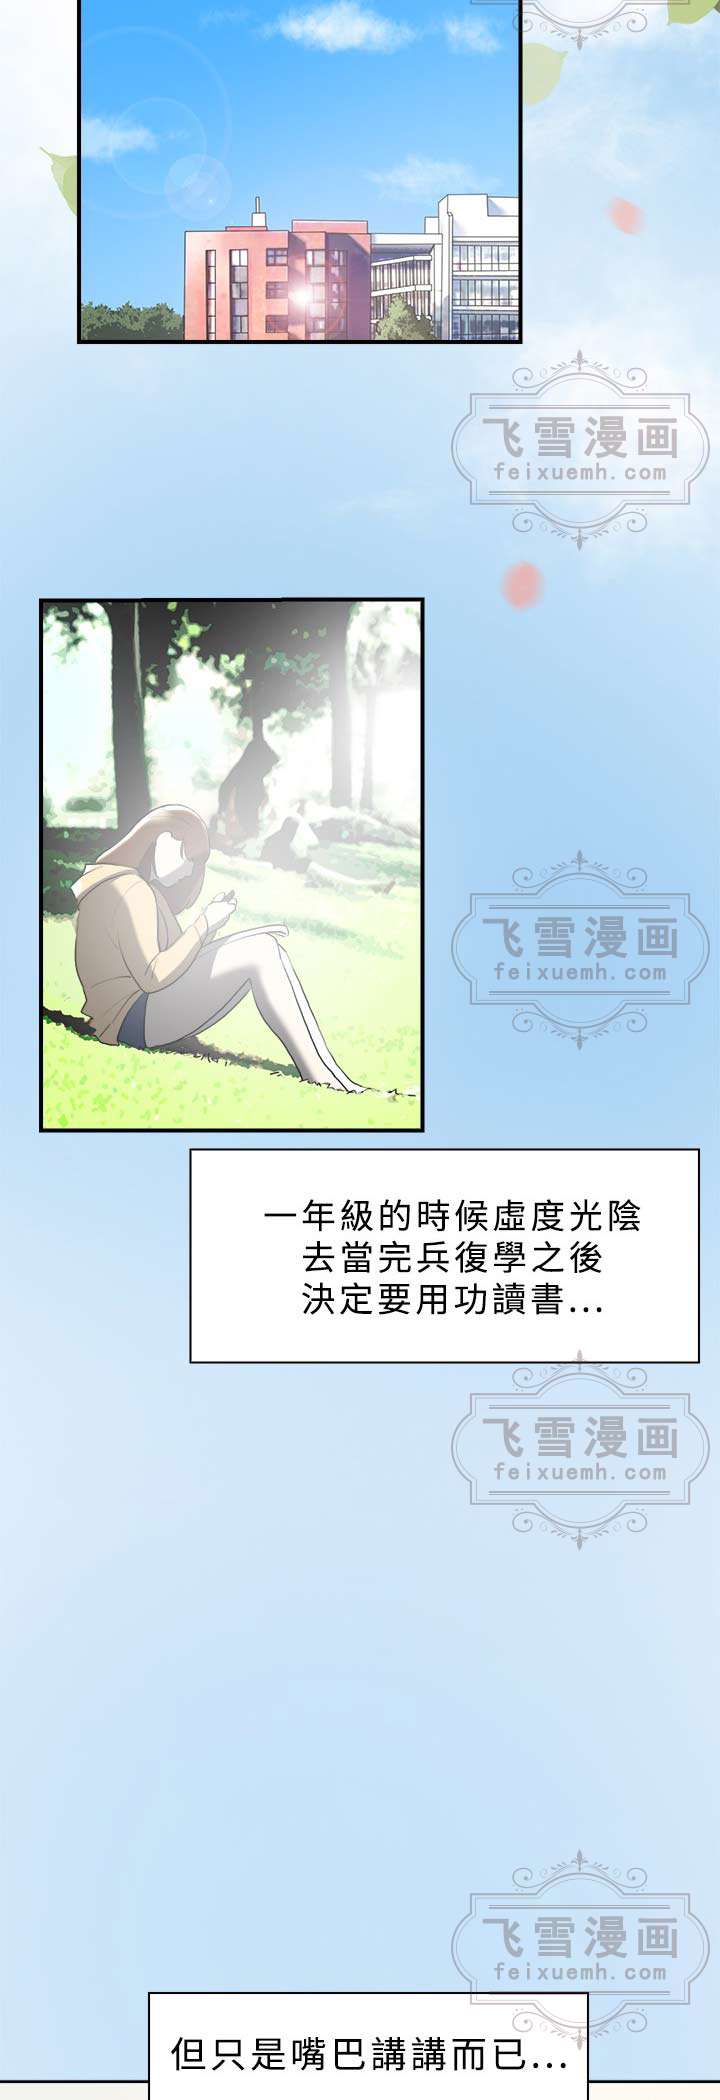 飞雪漫画
feixuemh.com
飞雪漫画
feixuemh.com
一年級的時候虛度光陰
去當完兵復學之後
決定要用功讀書...
飞雪漫画
feixuemh.com
飞雪漫画
feixuemh.com
但只是嘴巴講講而已...